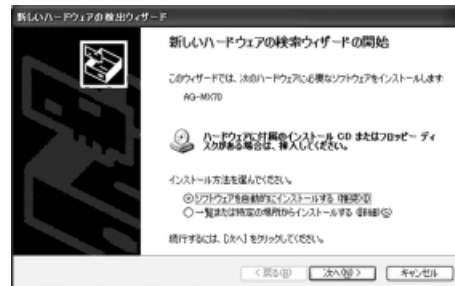 新しいハードウェアの検出ウィザード
新しいハードウェアの検索ウィザードの開始
このウィザードでは、次のハードウェアに必要なソフトウェアをインストールします:
AG-MX70
ハードウェアに付属のインストール CD またはフロッピー ディ
スクがある場合は、挿入してください。
インストール方法を選んでください。
ソフトウェアを自動的にインストールする (推奨)(I)
一覧または特定の場所からインストールする (詳細)(S)
続行するには、[次へ] をクリックしてください。
< 戻る(B)
次へ(N) >
キャンセル